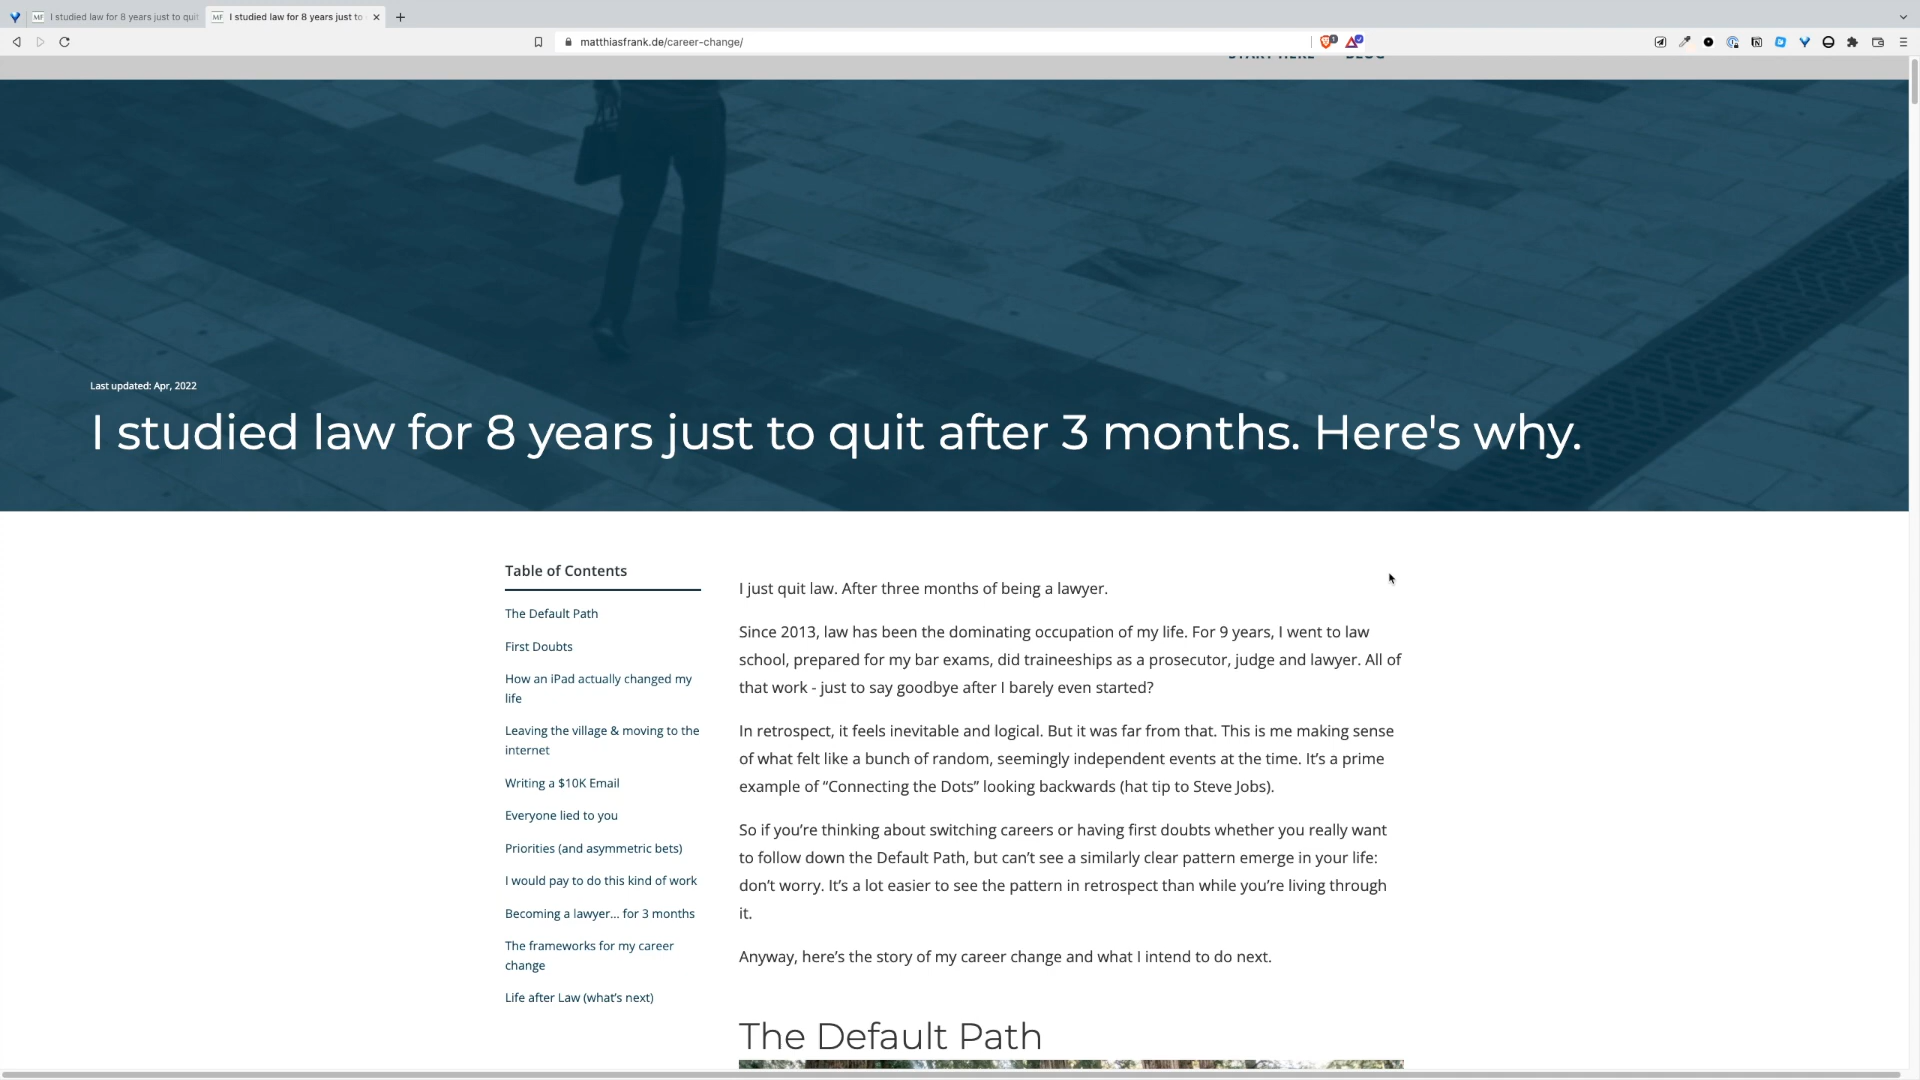 I studied law for 8 years just to quit
I studied law for 8 years just to
matthiasfrank.de/career-change/
START HERE BLOG
Last updated: Apr, 2022
I studied law for 8 years just to quit after 3 months. Here's why.
Table of Contents
The Default Path
First Doubts
How an iPad actually changed my
life
Leaving the village & moving to the
internet
Writing a $10K Email
Everyone lied to you
Priorities (and asymmetric bets)
I would pay to do this kind of work
Becoming a lawyer... for 3 months
The frameworks for my career
change
Life after Law (what's next)
I just quit law. After three months of being a lawyer.
Since 2013, law has been the dominating occupation of my life. For 9 years, I went to law
school, prepared for my bar exams, did traineeships as a prosecutor, judge and lawyer. All of
that work - just to say goodbye after I barely even started?
In retrospect, it feels inevitable and logical. But it was far from that. This is me making sense
of what felt like a bunch of random, seemingly independent events at the time. It’s a prime
example of “Connecting the Dots” looking backwards (hat tip to Steve Jobs).
So if you’re thinking about switching careers or having first doubts whether you really want
to follow down the Default Path, but can’t see a similarly clear pattern emerge in your life:
don’t worry. It’s a lot easier to see the pattern in retrospect than while you’re living through
it.
Anyway, here’s the story of my career change and what I intend to do next.
The Default Path